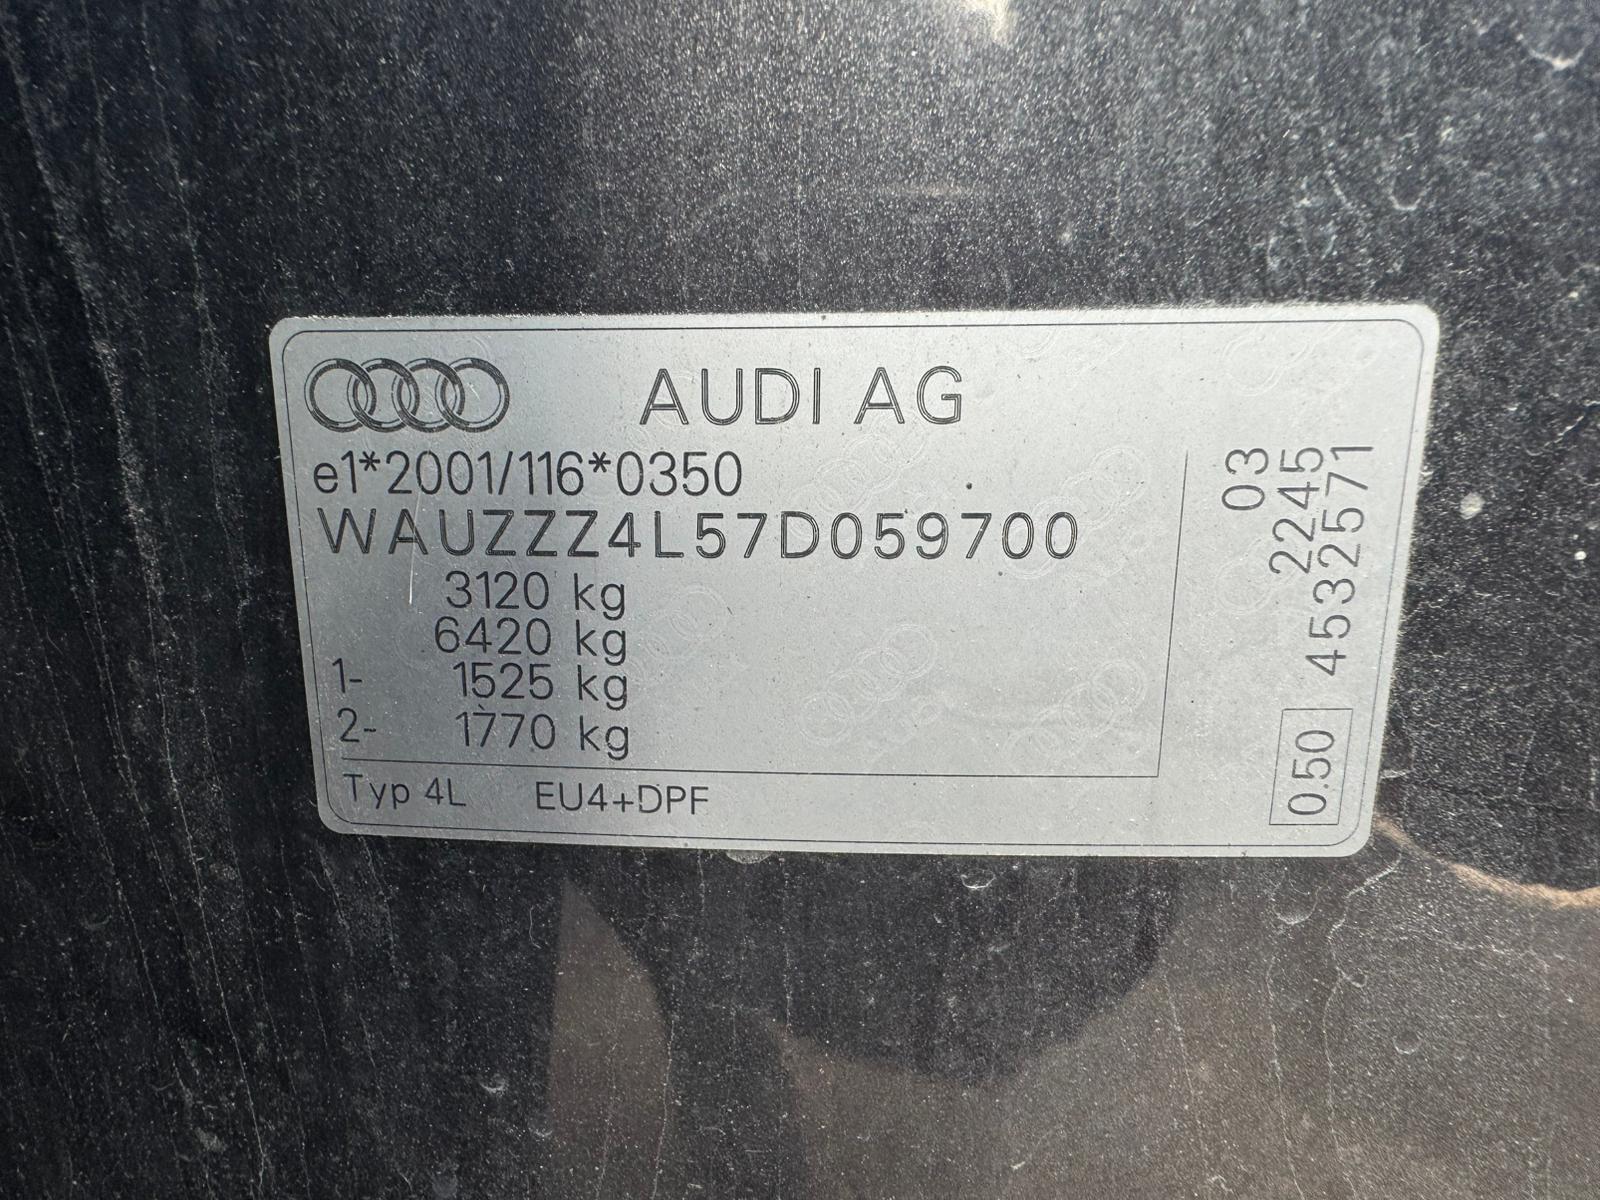 AUDI AG
e1*2001/116*0350
WAUZZZ4L57D059700
3120 kg
6420 kg
1- 1525 kg
2- 1770 kg
Typ 4L EU4+DPF
03
2245
4532571
0.50